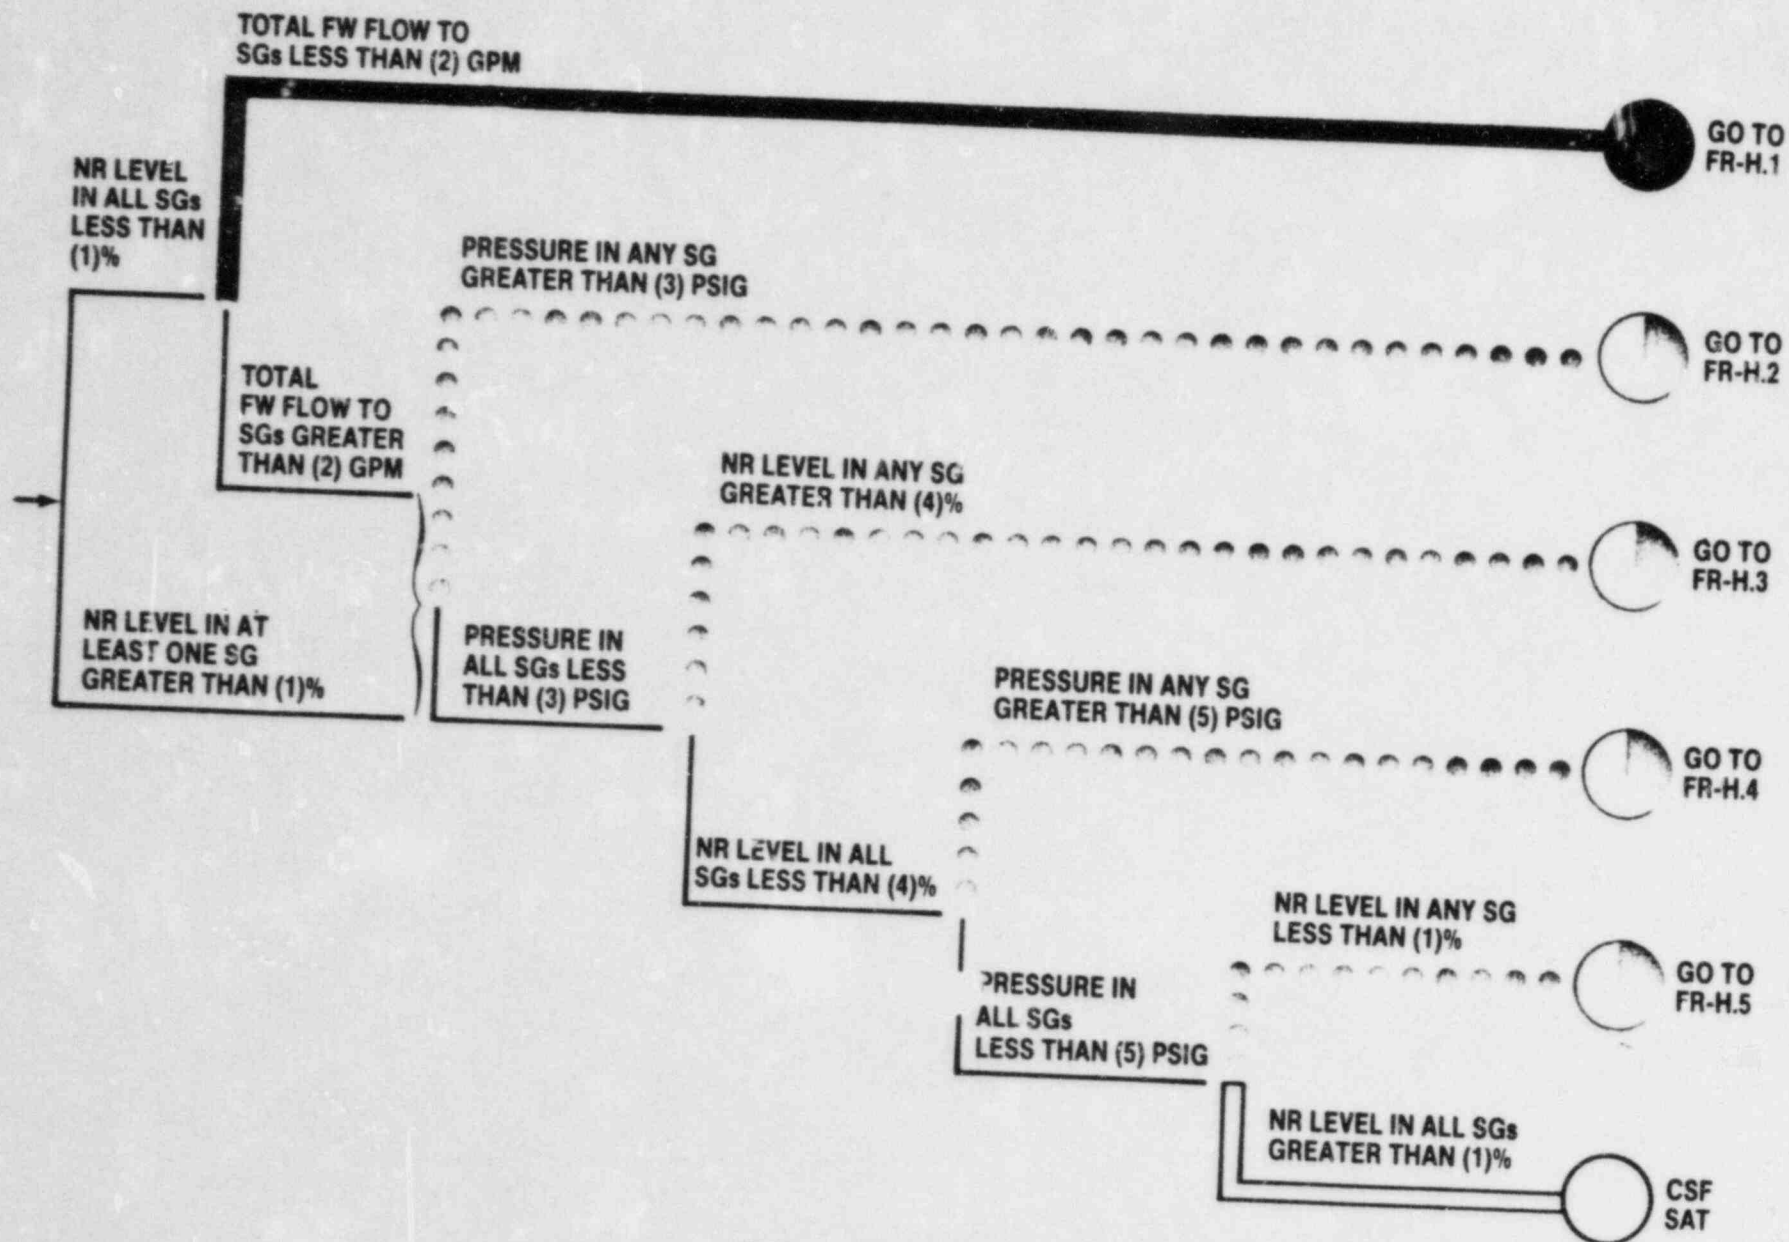 TOTAL FW FLOW TO
SGs LESS THAN (2) GPM
GO TO
FR-H.1
NR LEVEL
IN ALL SGs
LESS THAN
(1)%
PRESSURE IN ANY SG
GREATER THAN (3) PSIG
GO TO
FR-H.2
TOTAL
FW FLOW TO
SGs GREATER
THAN (2) GPM
NR LEVEL IN ANY SG
GREATER THAN (4)%
GO TO
FR-H.3
NR LEVEL IN AT
LEAST ONE SG
GREATER THAN (1)%
PRESSURE IN
ALL SGs LESS
THAN (3) PSIG
PRESSURE IN ANY SG
GREATER THAN (5) PSIG
GO TO
FR-H.4
NR LEVEL IN ALL
SGs LESS THAN (4)%
NR LEVEL IN ANY SG
LESS THAN (1)%
GO TO
FR-H.5
PRESSURE IN
ALL SGs
LESS THAN (5) PSIG
NR LEVEL IN ALL SGs
GREATER THAN (1)%
CSF
SAT